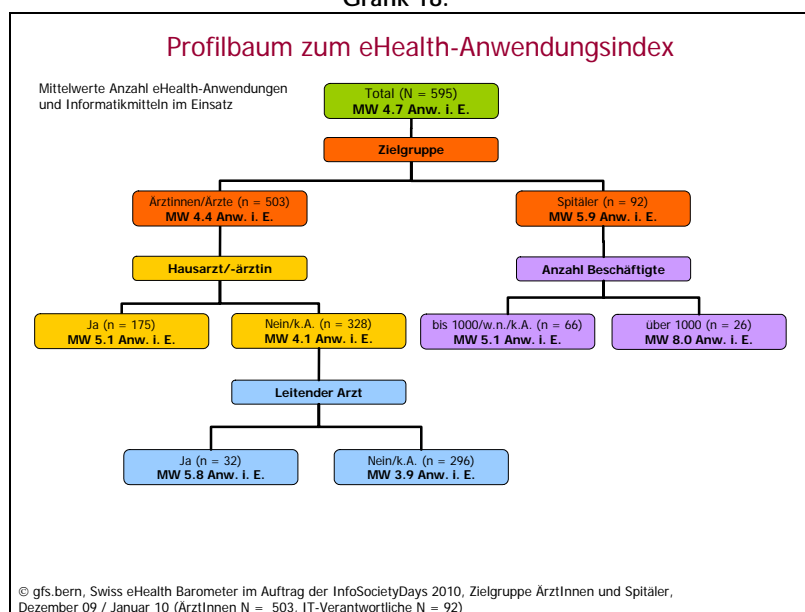 Grafik 18:
Profilbaum zum eHealth-Anwendungsindex
Mittelwerte Anzahl eHealth-Anwendungen
und Informatikmitteln im Einsatz
Total (N = 595)
MW 4.7 Anw. i. E.
Zielgruppe
Ärztinnen/Ärzte (n = 503)
MW 4.4 Anw. i. E.
Spitäler (n = 92)
MW 5.9 Anw. i. E.
Hausarzt/-ärztin
Anzahl Beschäftigte
Ja (n = 175)
MW 5.1 Anw. i. E.
Nein/k.A. (n = 328)
MW 4.1 Anw. i. E.
bis 1000/w.n./k.A. (n = 66)
MW 5.1 Anw. i. E.
über 1000 (n = 26)
MW 8.0 Anw. i. E.
Leitender Arzt
Ja (n = 32)
MW 5.8 Anw. i. E.
Nein/k.A. (n = 296)
MW 3.9 Anw. i. E.
© gfs.bern, Swiss eHealth Barometer im Auftrag der InfoSocietyDays 2010, Zielgruppe ÄrztInnen und Spitäler,
Dezember 09 / Januar 10 (ÄrztInnen N = 503, IT-Verantwortliche N = 92)